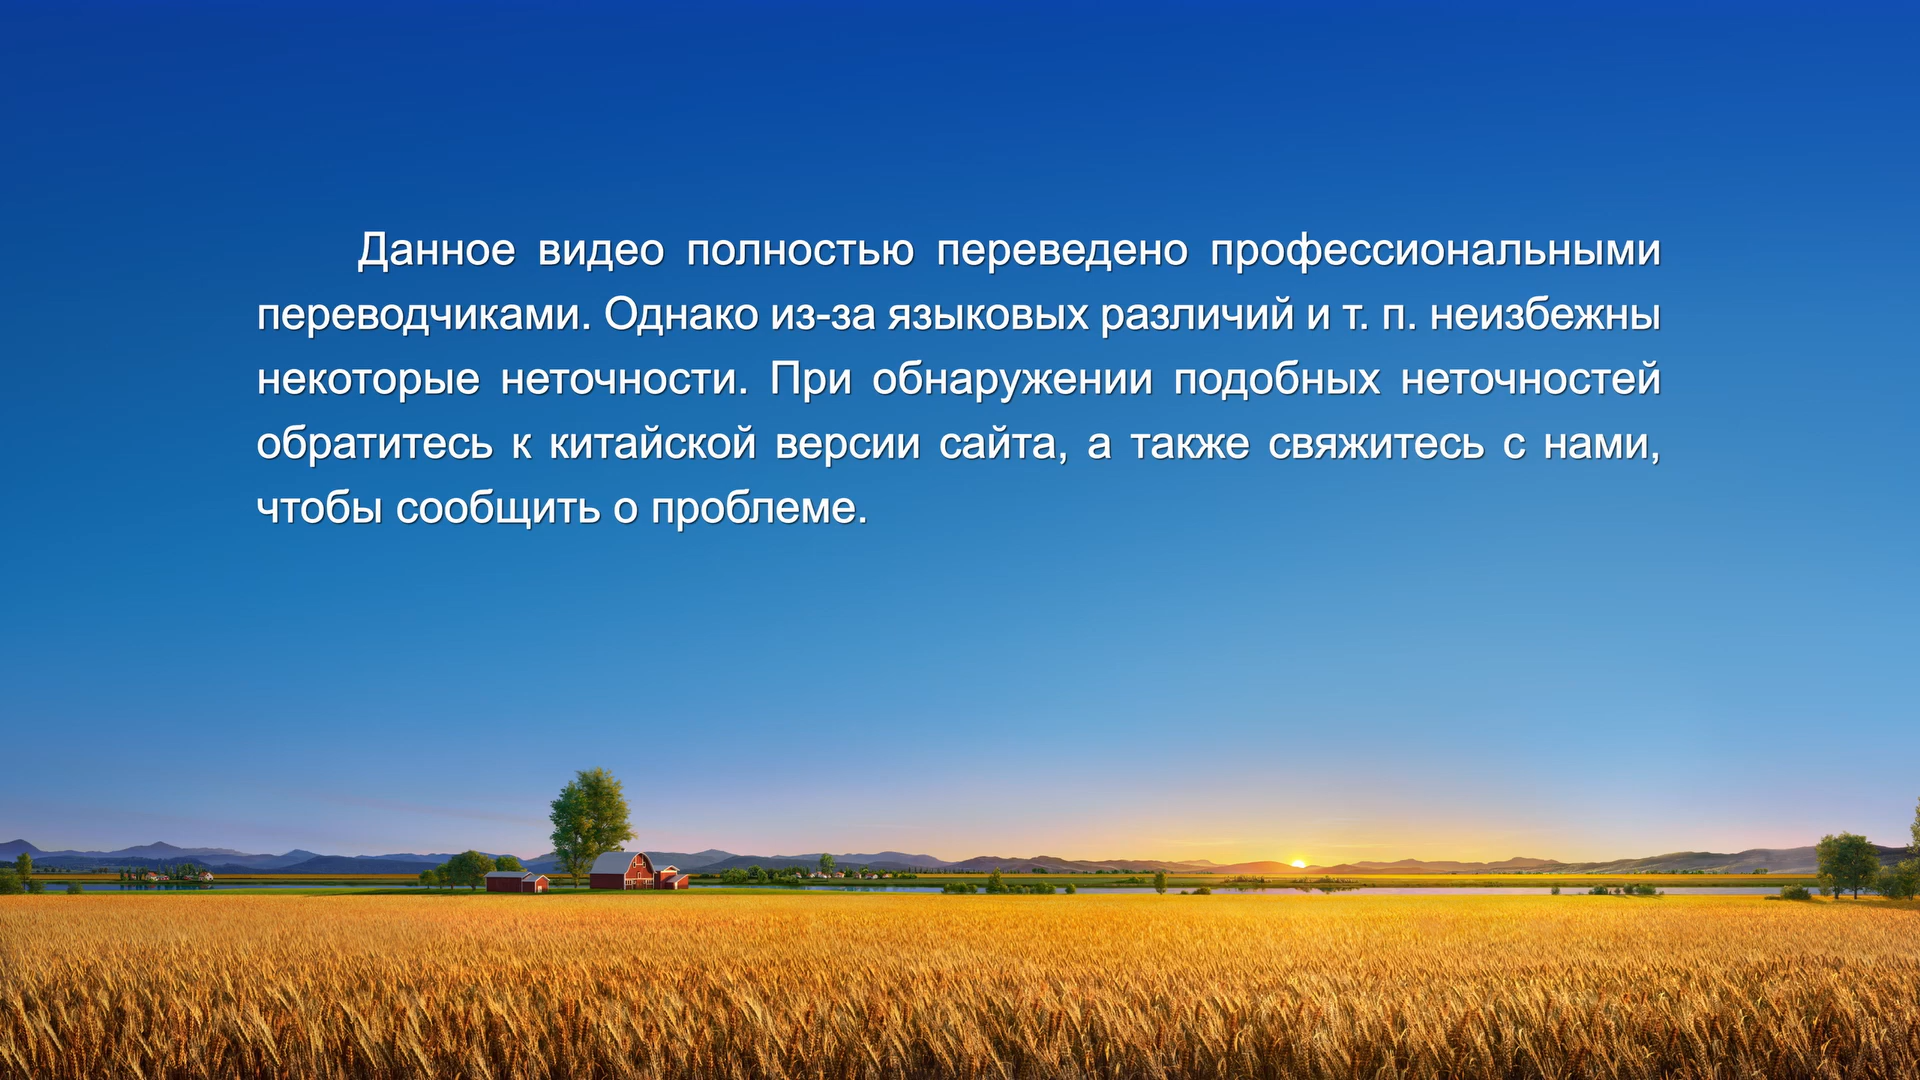 Данное видео полностью переведено профессиональными
переводчиками. Однако из-за языковых различий и т. п. неизбежны
некоторые неточности. При обнаружении подобных неточностей
обратитесь к китайской версии сайта, а также свяжитесь с нами,
чтобы сообщить о проблеме.